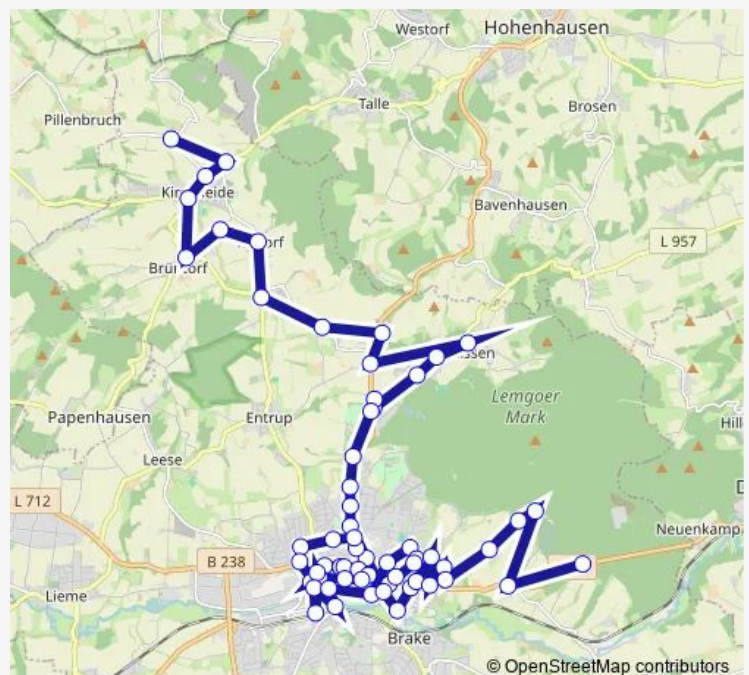 Westorf
Hohenhausen
Talle
Brosen
Pillenbruch
Bavenhausen
L 957
Papenhausen
Entrup
Lemgoer
Mark
Leese
L 712
Neuenkamp
B 238
Lieme
Brake
© OpenStreetMap contributors